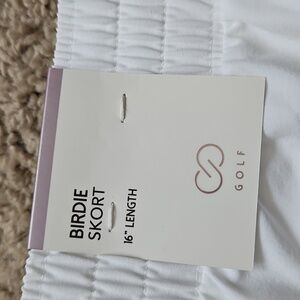 BIRDIE
SKORT
16" LENGTH
GOLF